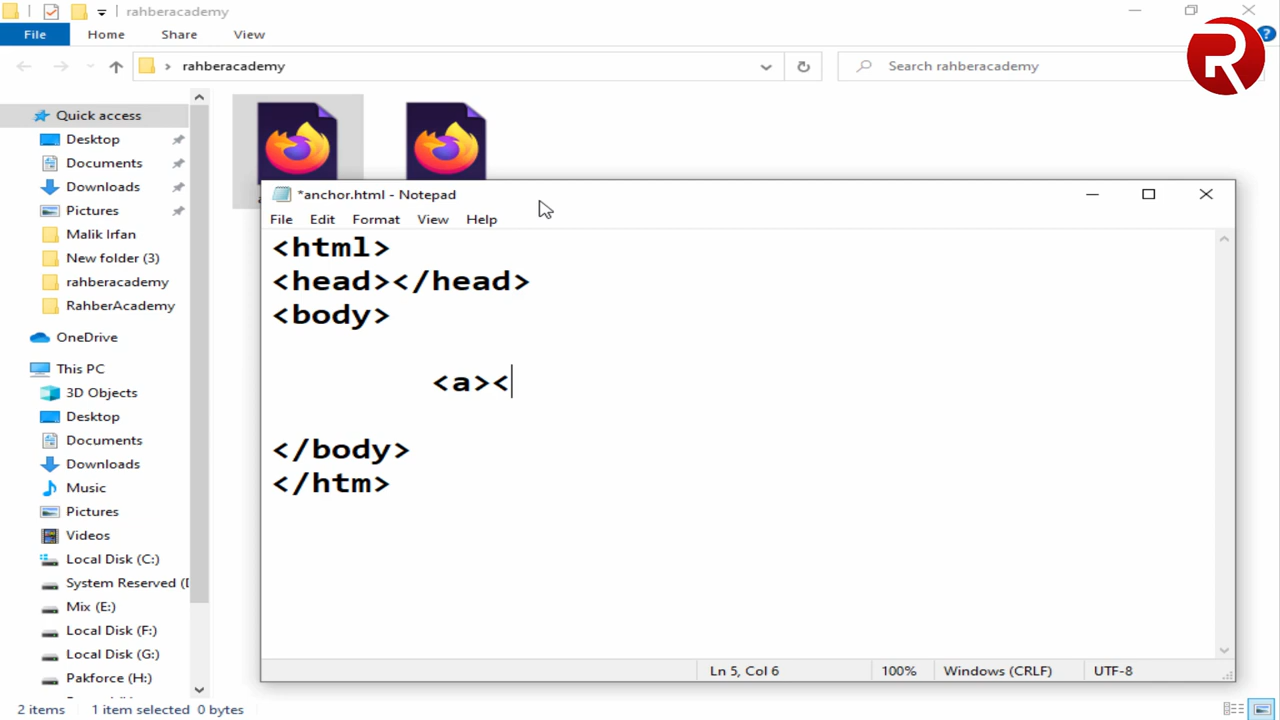 rahberacademy
File Home Share View
rahberacademy
Search rahberacademy
R
Quick access
Desktop
Documents
Downloads
Pictures
Malik Irfan
New folder (3)
rahberacademy
RahberAcademy
OneDrive
This PC
3D Objects
Desktop
Documents
Downloads
Music
Pictures
Videos
Local Disk (C:)
System Reserved (
Mix (E:)
Local Disk (F:)
Local Disk (G:)
Pakforce (H:)
*anchor.html - Notepad
File Edit Format View Help
<html>
<head></head>
<body>
<a><
</body>
</htm>
Ln 5, Col 6 100% Windows (CRLF) UTF-8
2 items 1 item selected 0 bytes